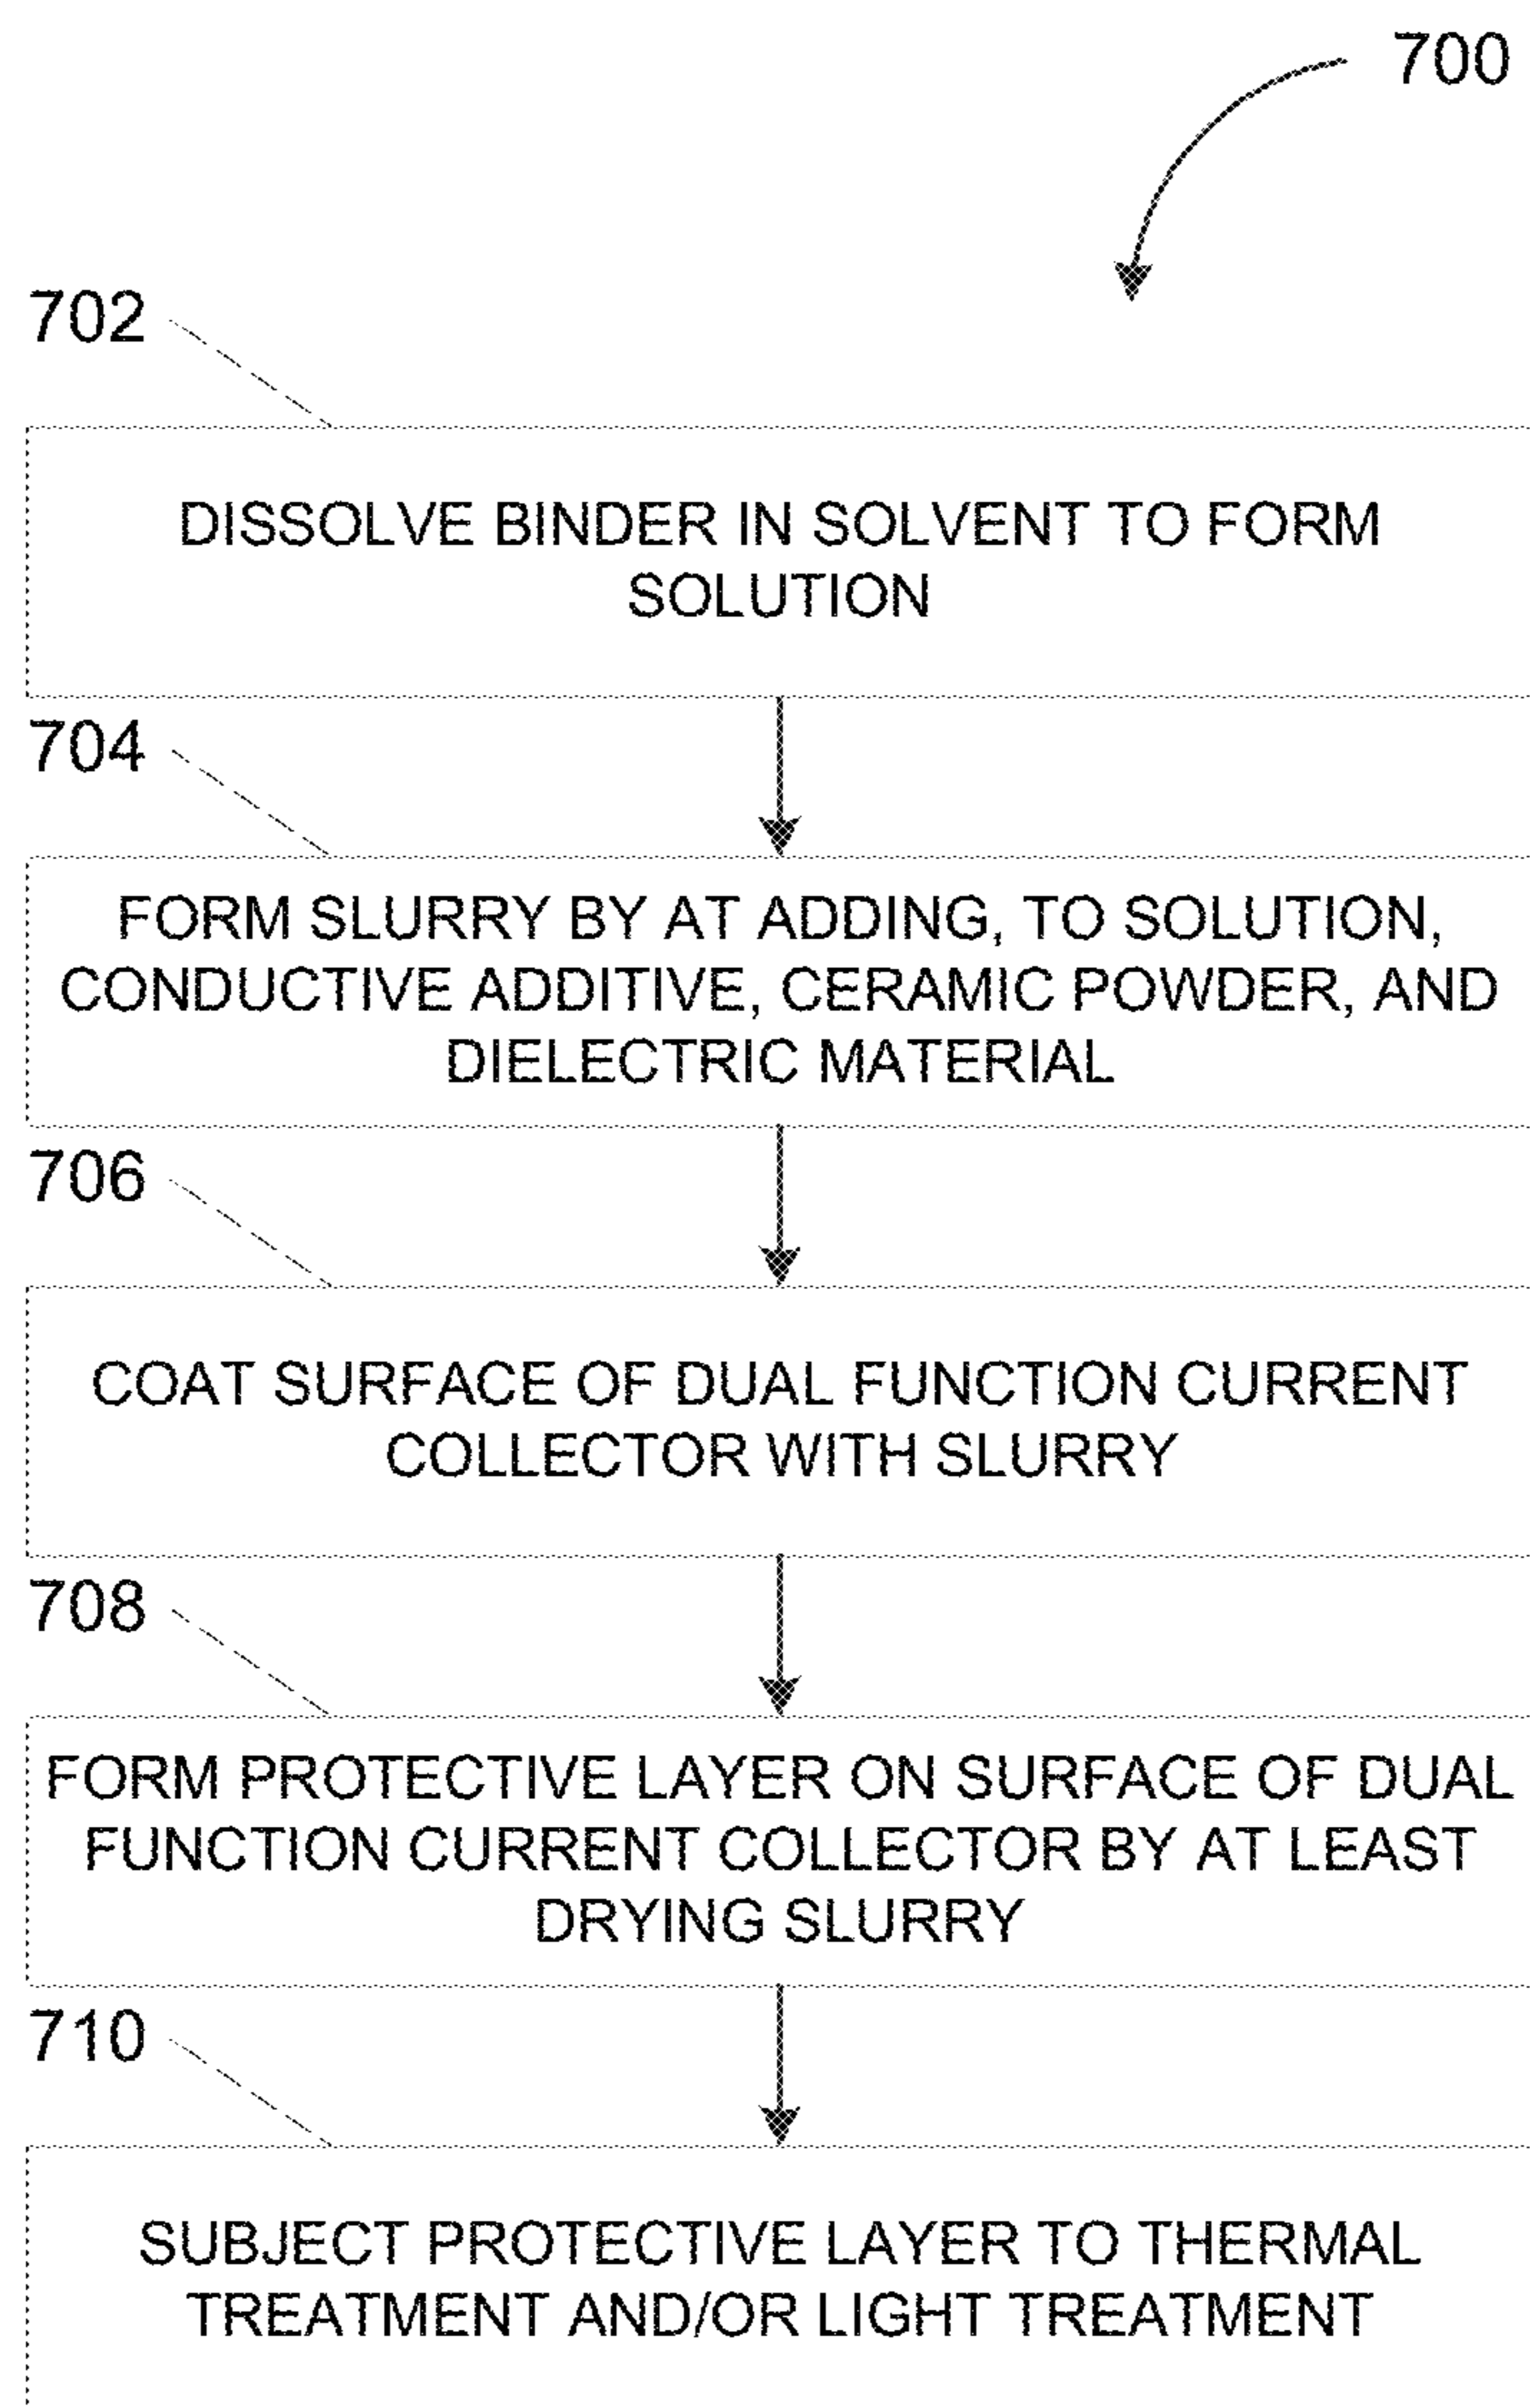 700
702
DISSOLVE BINDER IN SOLVENT TO FORM
SOLUTION
704
FORM SLURRY BY AT ADDING, TO SOLUTION,
CONDUCTIVE ADDITIVE, CERAMIC POWDER, AND
DIELECTRIC MATERIAL
706
COAT SURFACE OF DUAL FUNCTION CURRENT
COLLECTOR WITH SLURRY
708
FORM PROTECTIVE LAYER ON SURFACE OF DUAL
FUNCTION CURRENT COLLECTOR BY AT LEAST
DRYING SLURRY
710
SUBJECT PROTECTIVE LAYER TO THERMAL
TREATMENT AND/OR LIGHT TREATMENT